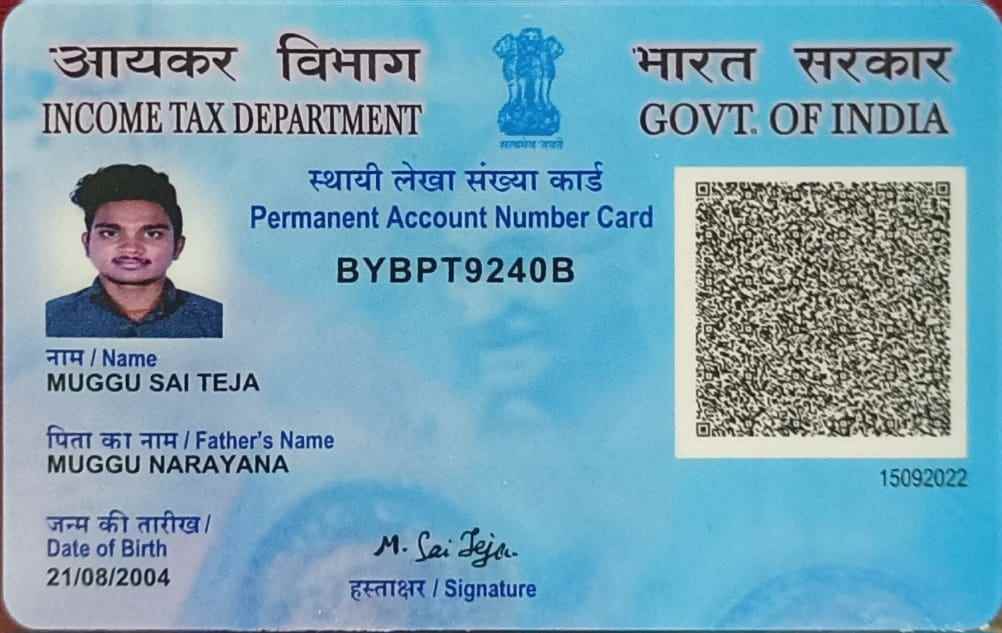 आयकर विभाग
INCOME TAX DEPARTMENT
सत्यमेव जयते
भारत सरकार
GOVT. OF INDIA
स्थायी लेखा संख्या कार्ड
Permanent Account Number Card
BYBPT9240B
नाम / Name
MUGGU SAI TEJA
पिता का नाम / Father's Name
MUGGU NARAYANA
15092022
जन्म की तारीख /
Date of Birth
21/08/2004
M. Sai Teja
हस्ताक्षर / Signature